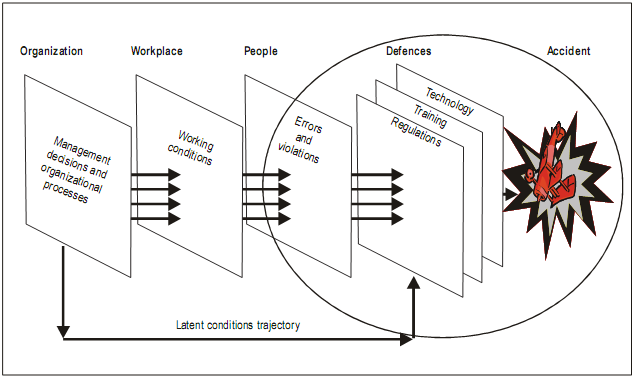 Organization
Workplace
People
Defences
Accident
Management
decisions and
organizational
processes
Working
conditions
Errors
and
violations
Technology
Training
Regulations
Latent conditions trajectory